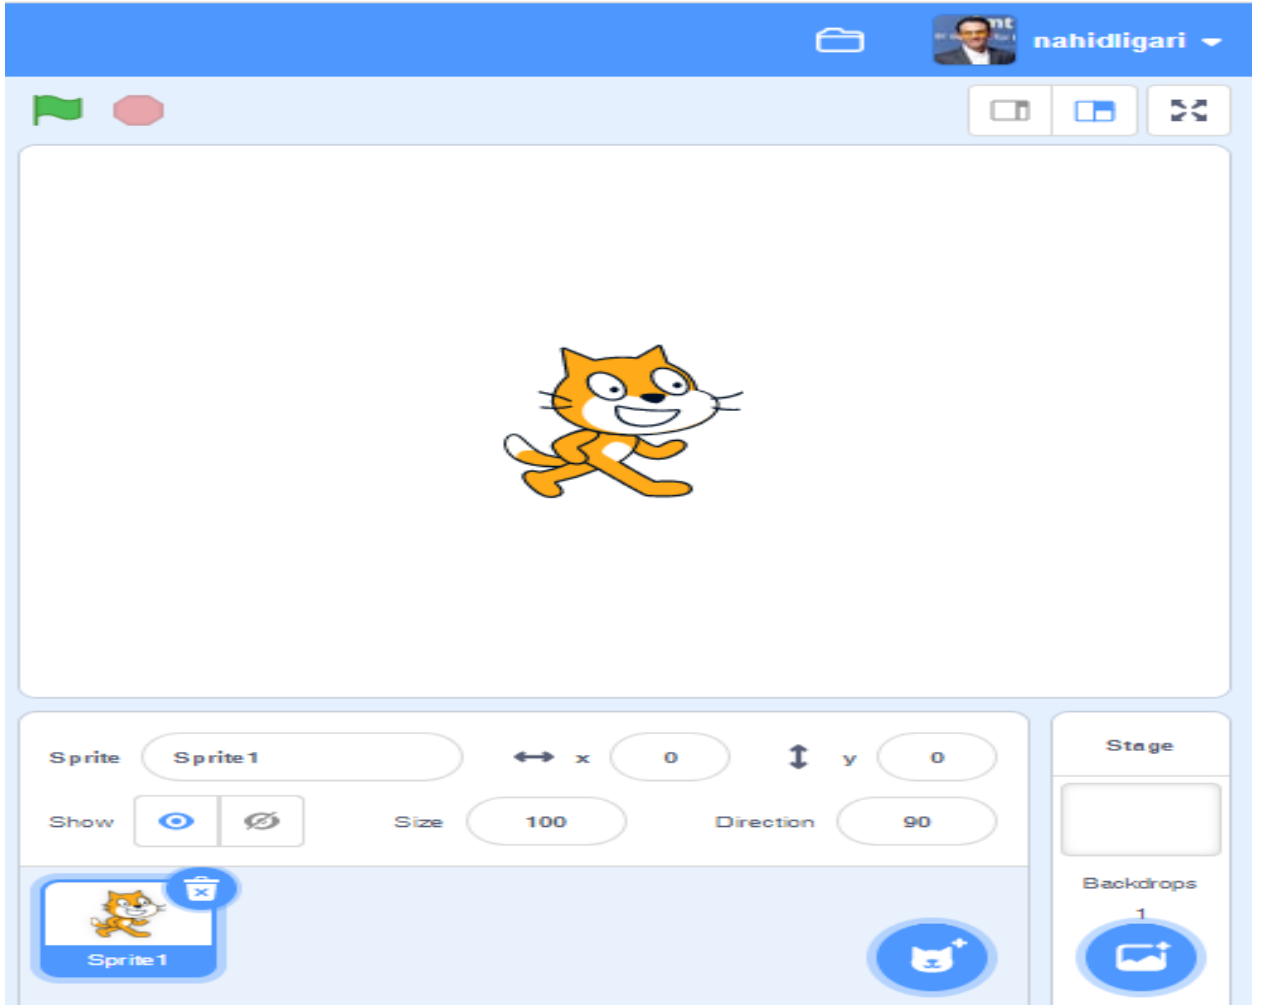 nahidligari
Sprite Sprite1 x 0 y 0
Show Size 100 Direction 90
Stage
Backdrops
1
Sprite1